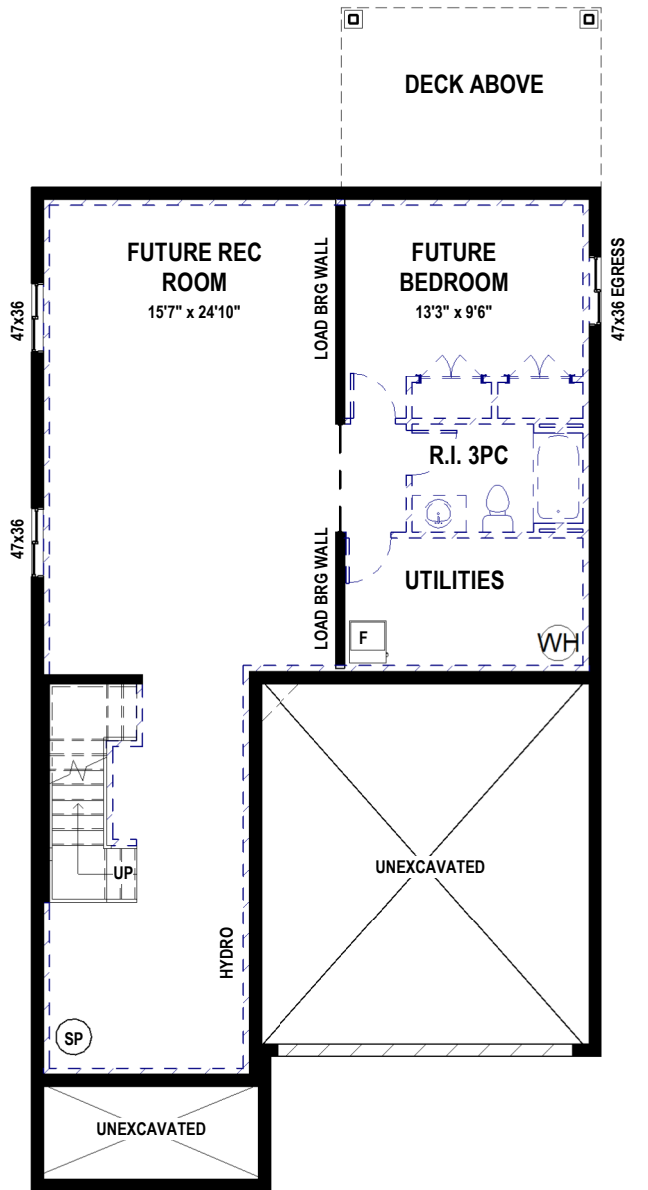 DECK ABOVE
FUTURE REC
ROOM
15'7" x 24'10"
LOAD BRG WALL
FUTURE
BEDROOM
13'3" x 9'6"
47x36 EGRESS
47x36
R.I. 3PC
47x36
LOAD BRG WALL
UTILITIES
F
WH
UP
UNEXCAVATED
HYDRO
SP
UNEXCAVATED